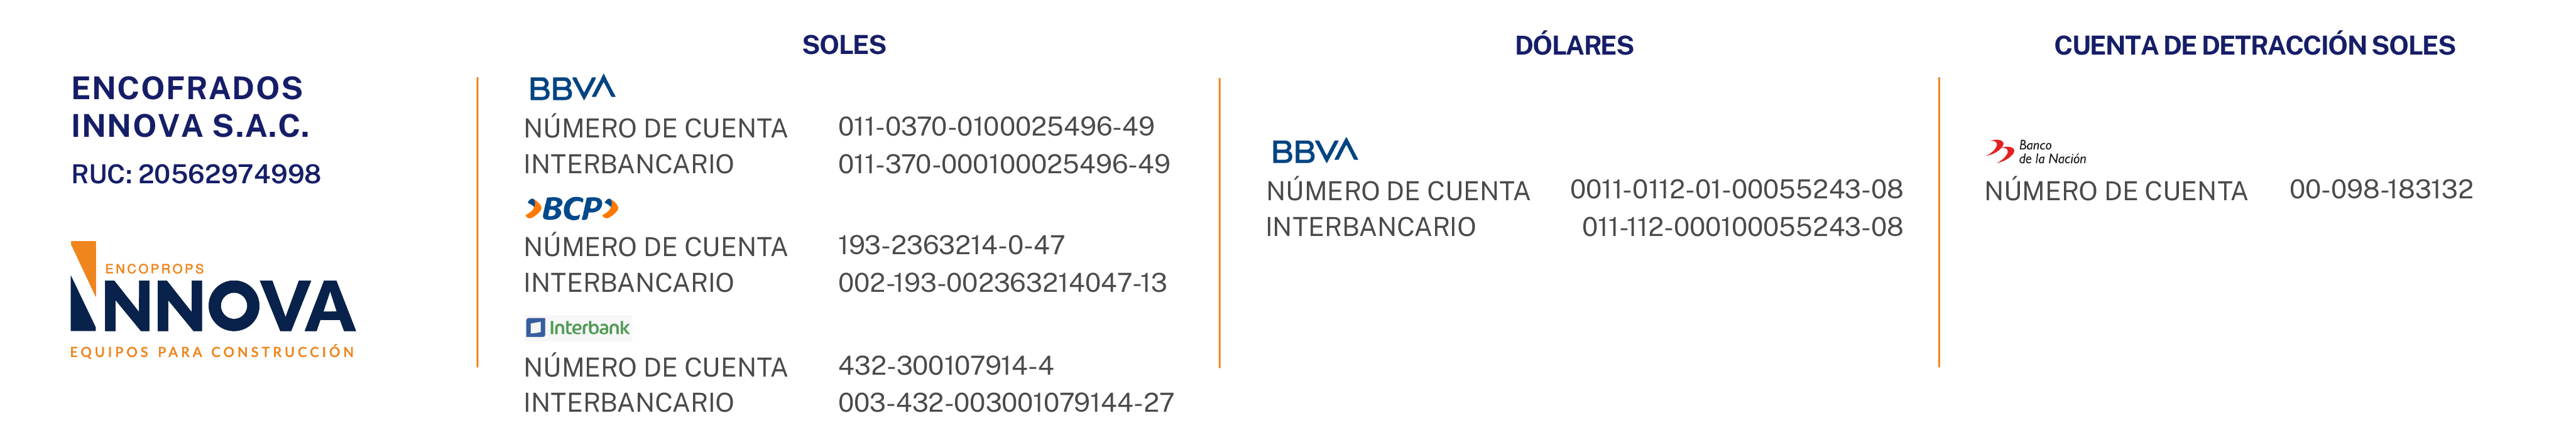 ENCOFRADOS
INNOVA S.A.C.
RUC: 20562974998
ENCOPROPS
INNOVA
EQUIPOS PARA CONSTRUCCIÓN
SOLES
BBVA
NÚMERO DE CUENTA 011-0370-0100025496-49
INTERBANCARIO 011-370-000100025496-49
BCP
NÚMERO DE CUENTA 193-2363214-0-47
INTERBANCARIO 002-193-002363214047-13
Interbank
NÚMERO DE CUENTA 432-300107914-4
INTERBANCARIO 003-432-003001079144-27
DÓLARES
BBVA
NÚMERO DE CUENTA 0011-0112-01-00055243-08
INTERBANCARIO 011-112-000100055243-08
CUENTA DE DETRACCIÓN SOLES
Banco
de la Nación
NÚMERO DE CUENTA 00-098-183132